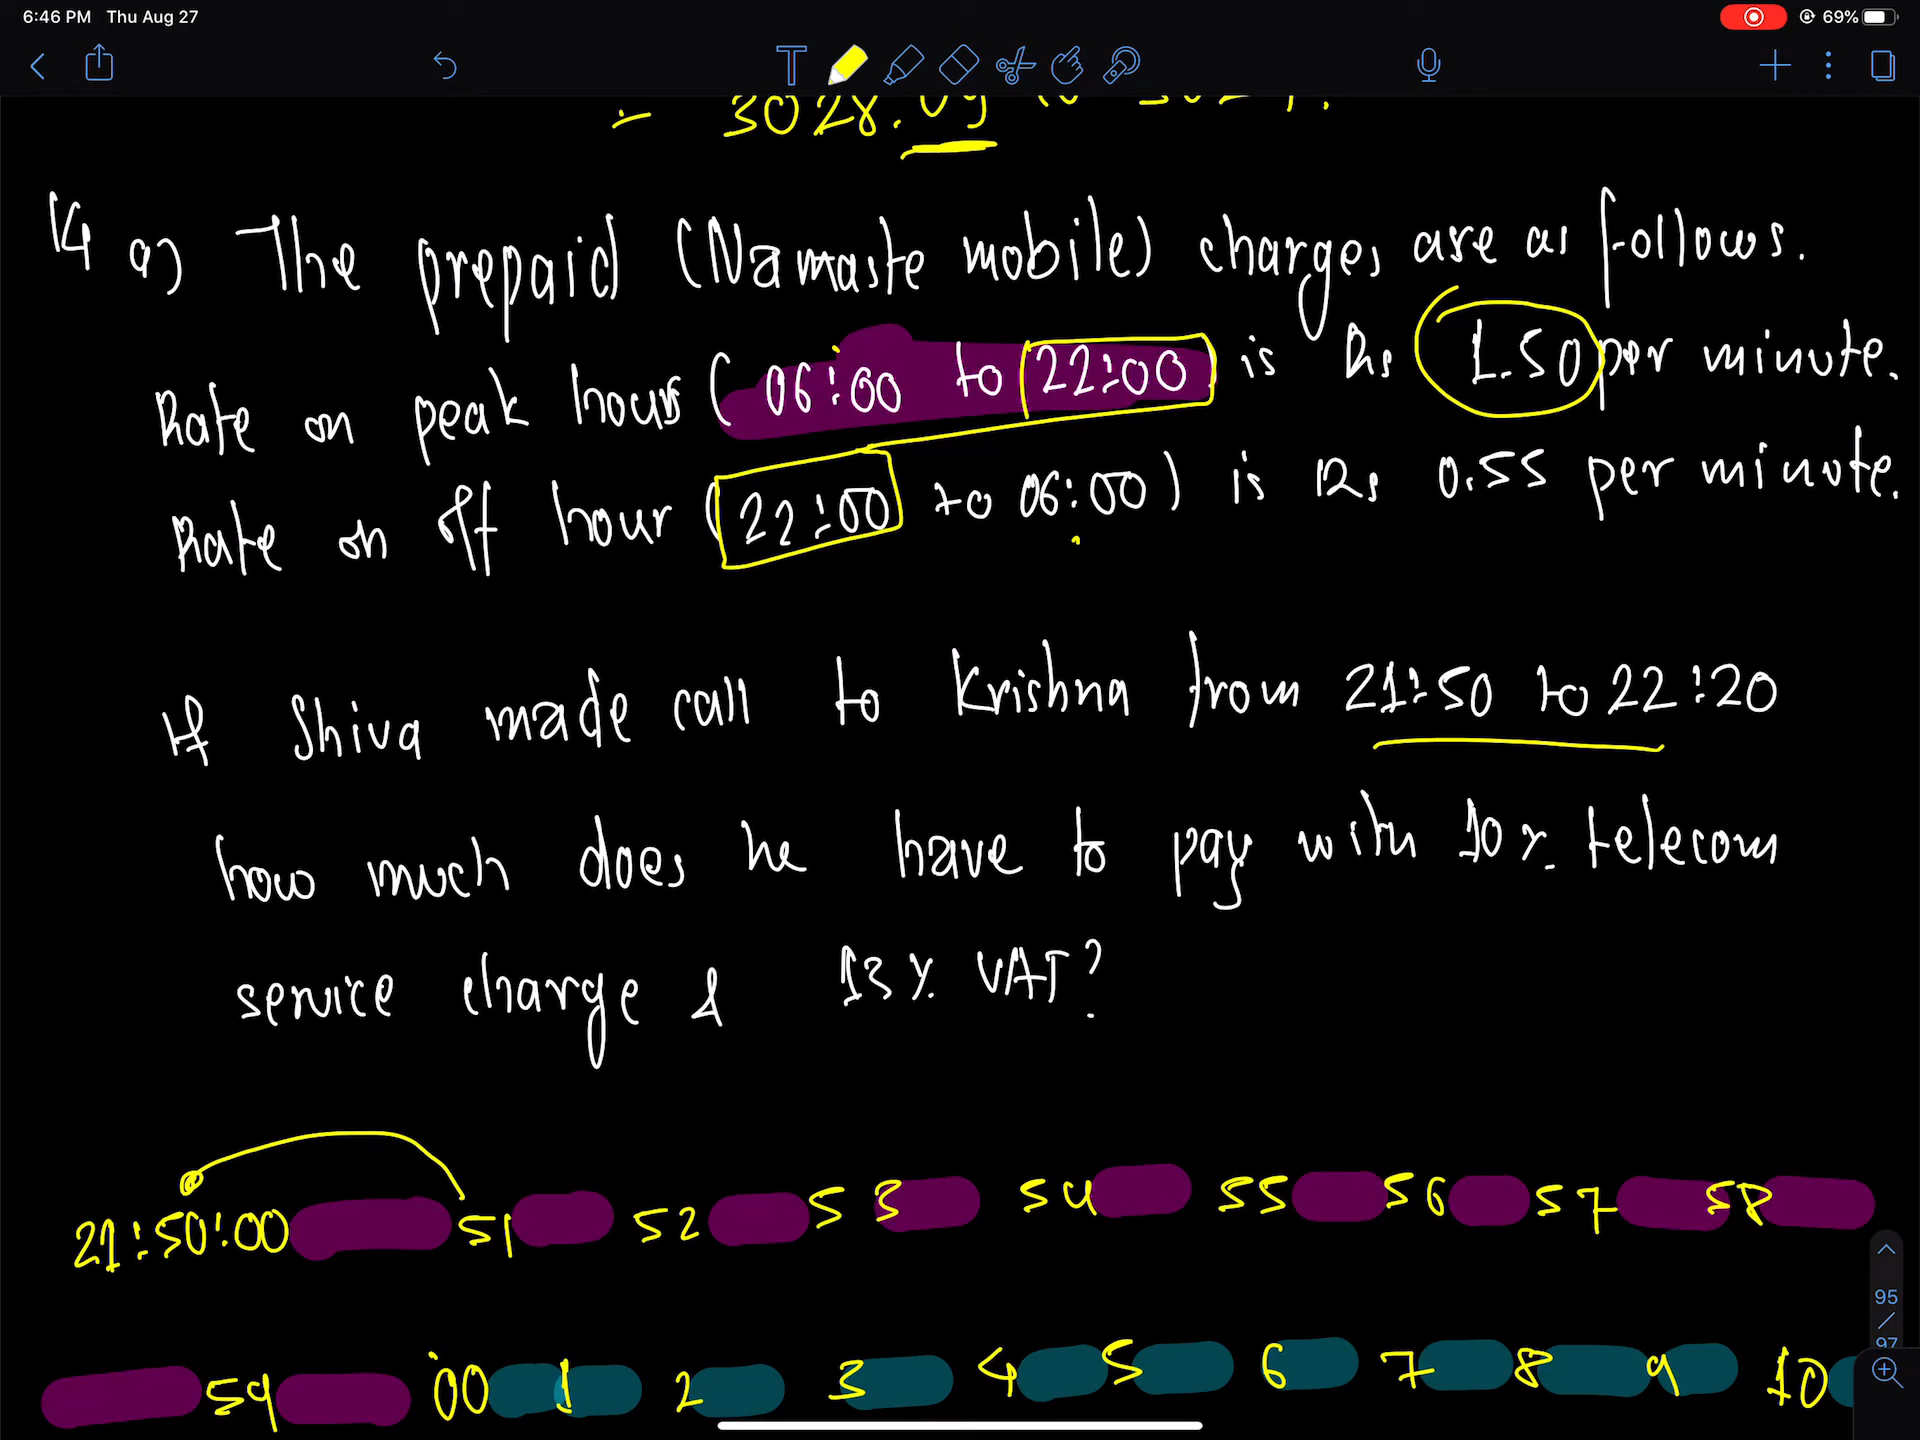 6:46 PM Thu Aug 27
69%
= 3028.09
14 a) The prepaid (Namaste mobile) charges are as follows.
Rate on peak hours (06:00 to 22:00) is Rs 1.50 per minute.
Rate on off hour (22:00 to 06:00) is Rs 0.55 per minute.
If Shiva made call to Krishna from 21:50 to 22:20
how much does he have to pay with 10% telecom
service charge & 13% VAT?
21:50:00 51 52 53 54 55 56 57 58
59 00 1 2 3 4 5 6 7 8 9 10
95
/
97